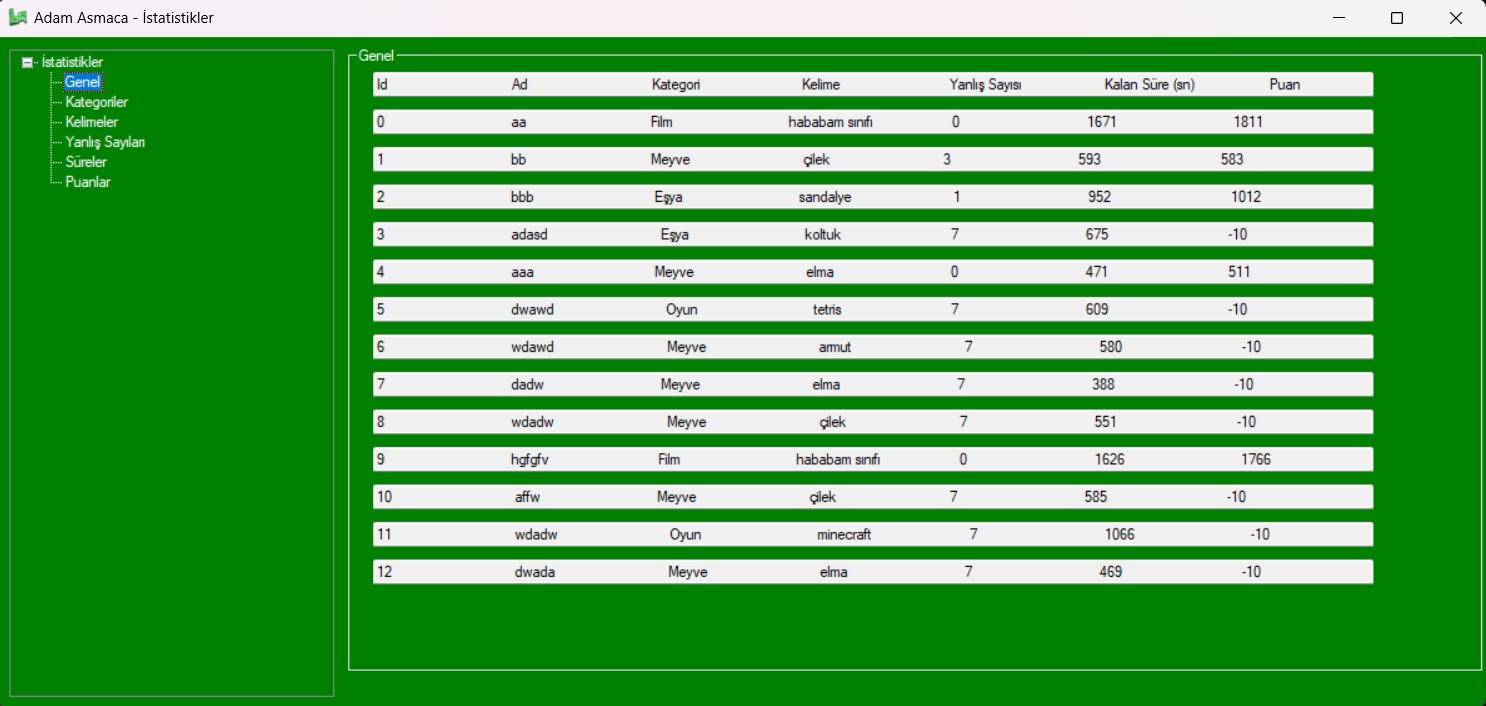 Adam Asmaca - İstatistikler
İstatistikler
Genel
Kategoriler
Kelimeler
Yanlış Sayıları
Süreler
Puanlar
Genel
Id Ad Kategori Kelime Yanlış Sayısı Kalan Süre (sn) Puan
0 aa Film hababam sınıfı 0 1671 1811
1 bb Meyve çilek 3 593 583
2 bbb Eşya sandalye 1 952 1012
3 adasd Eşya koltuk 7 675 -10
4 aaa Meyve elma 0 471 511
5 dwawd Oyun tetris 7 609 -10
6 wdawd Meyve armut 7 580 -10
7 dadw Meyve elma 7 388 -10
8 wdadw Meyve çilek 7 551 -10
9 hgfgfv Film hababam sınıfı 0 1626 1766
10 affw Meyve çilek 7 585 -10
11 wdadw Oyun minecraft 7 1066 -10
12 dwada Meyve elma 7 469 -10